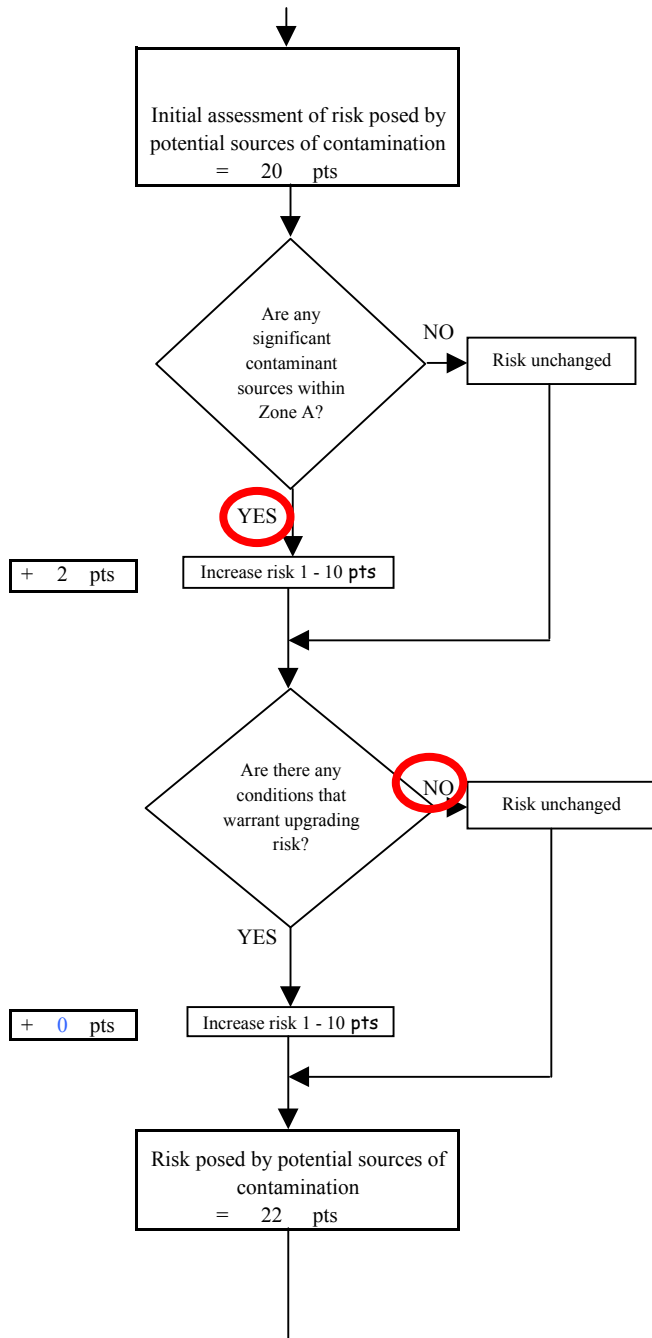 Initial assessment of risk posed by
potential sources of contamination
= 20 pts
Are any
significant
contaminant
sources within
Zone A?
NO
Risk unchanged
YES
+ 2 pts
Increase risk 1 - 10 pts
Are there any
conditions that
warrant upgrading
risk?
NO
Risk unchanged
YES
+ 0 pts
Increase risk 1 - 10 pts
Risk posed by potential sources of
contamination
= 22 pts